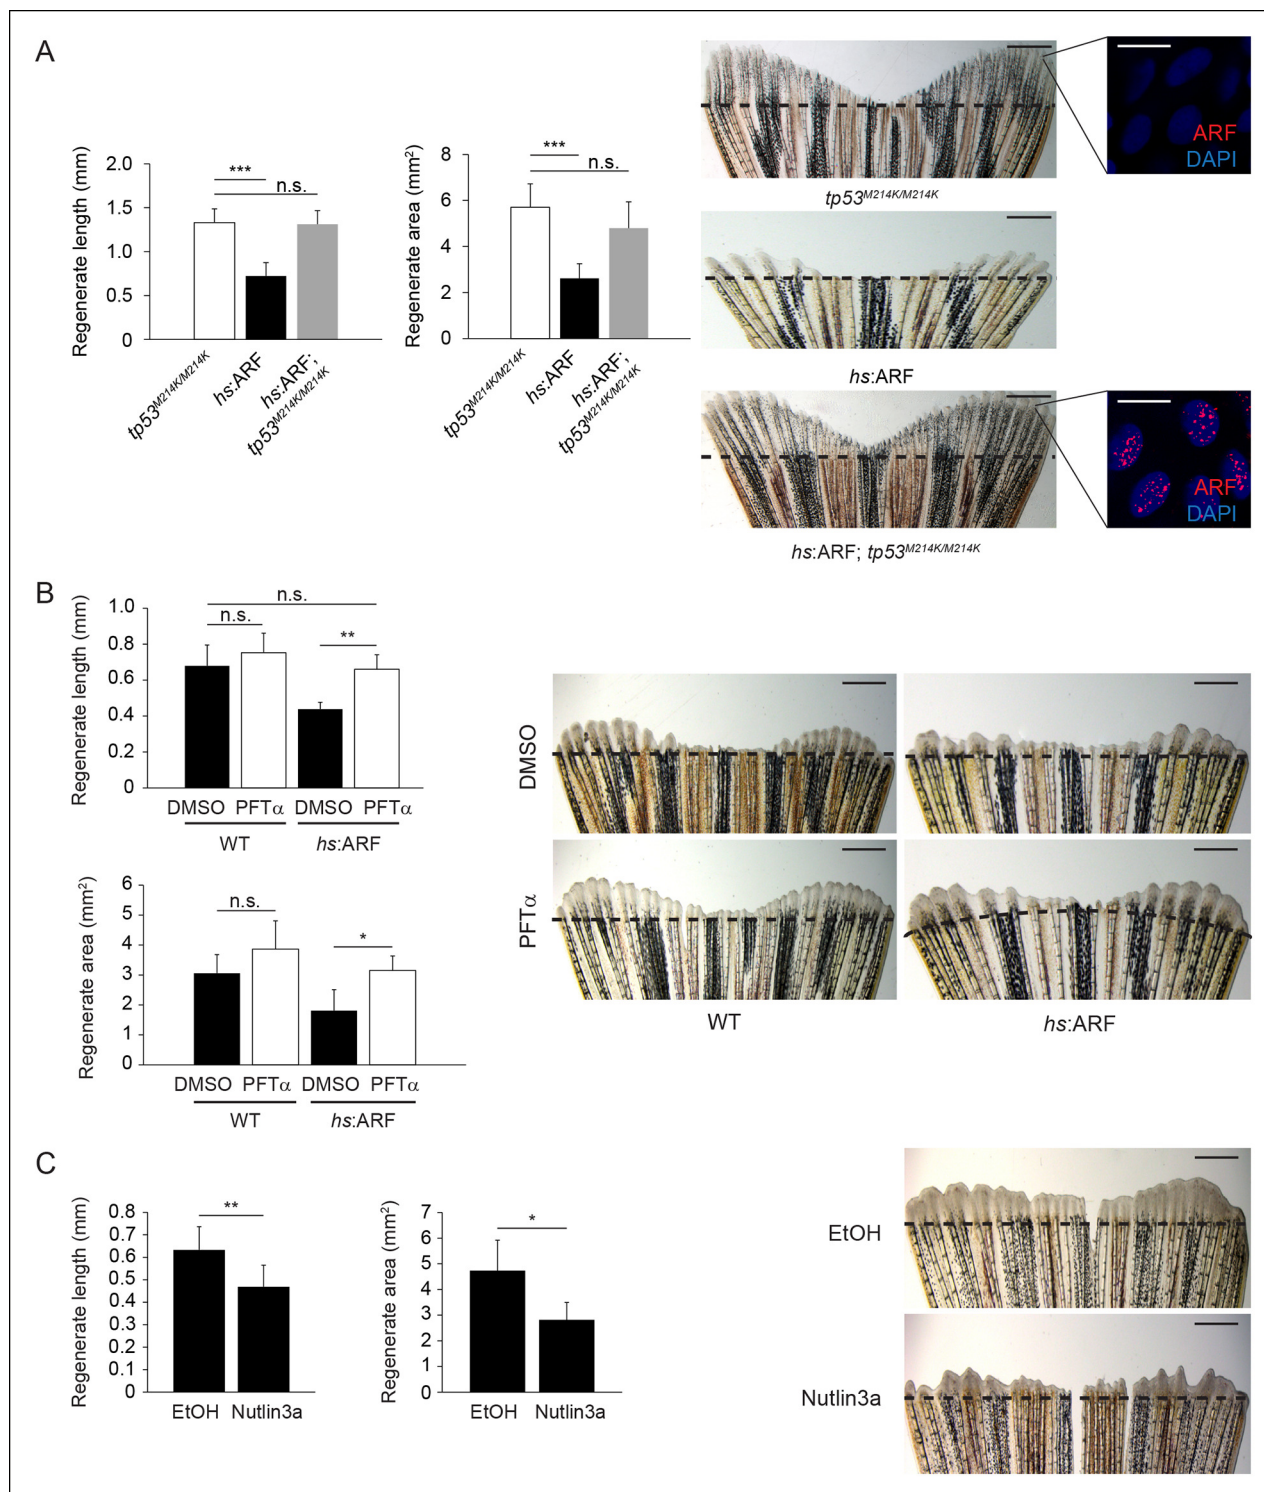 A
Regenerate length (mm)
2.0
1.5
1.0
0.5
0
***
n.s.
tp53M214K/M214K
hs:ARF
hs:ARF;
tp53M214K/M214K
Regenerate area (mm2)
8
6
4
2
0
***
n.s.
tp53M214K/M214K
hs:ARF
hs:ARF;
tp53M214K/M214K
tp53M214K/M214K
ARF
DAPI
hs:ARF
hs:ARF; tp53M214K/M214K
ARF
DAPI
B
Regenerate length (mm)
1.0
0.8
0.6
0.4
0.2
0
n.s.
n.s.
**
DMSO PFTα DMSO PFTα
WT hs:ARF
Regenerate area (mm2)
6
5
4
3
2
1
0
n.s.
*
DMSO PFTα DMSO PFTα
WT hs:ARF
DMSO
PFTα
WT hs:ARF
C
Regenerate length (mm)
0.8
0.7
0.6
0.5
0.4
0.3
0.2
0.1
0
**
EtOH Nutlin3a
Regenerate area (mm2)
7
6
5
4
3
2
1
0
*
EtOH Nutlin3a
EtOH
Nutlin3a